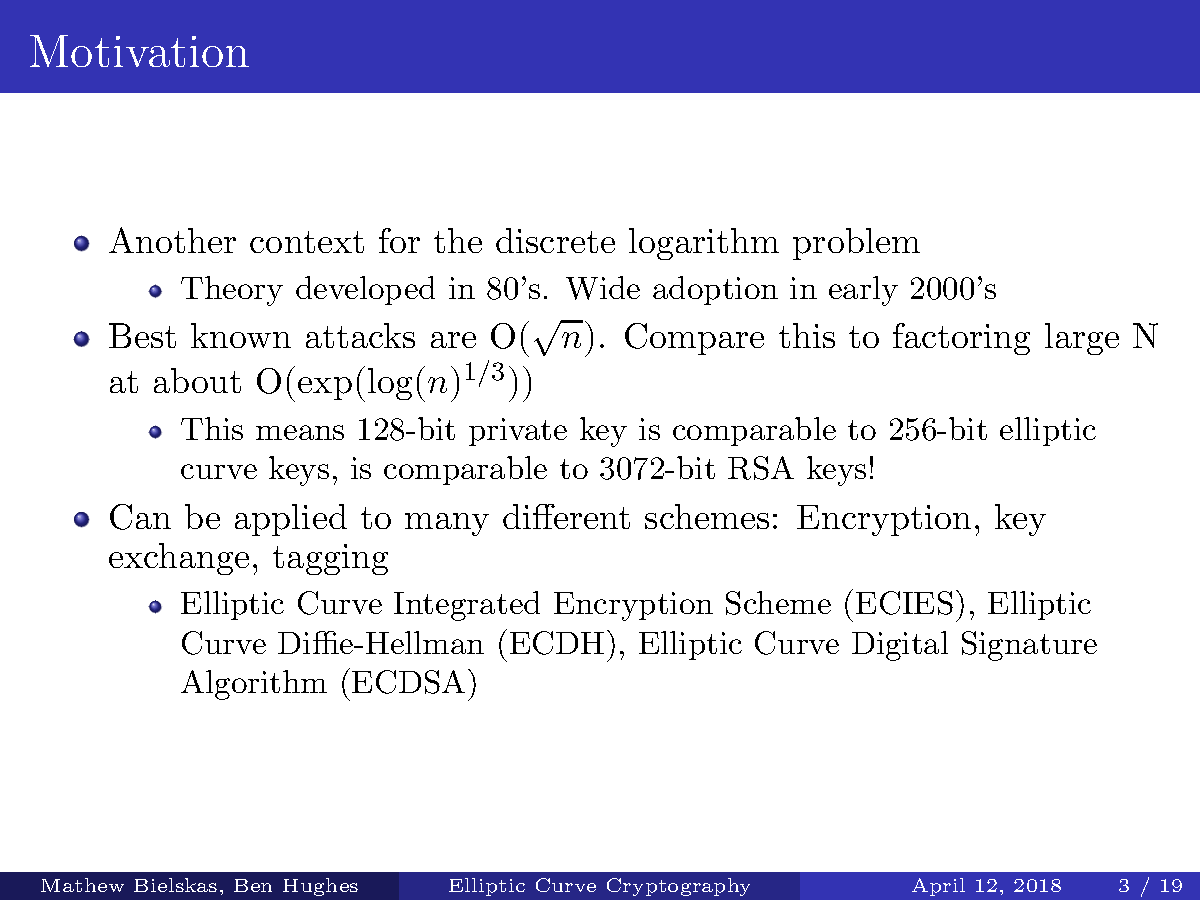 Motivation
Another context for the discrete logarithm problem
Theory developed in 80's. Wide adoption in early 2000's
Best known attacks are O(√n). Compare this to factoring large N
at about O(exp(log(n)^1/3))
This means 128-bit private key is comparable to 256-bit elliptic
curve keys, is comparable to 3072-bit RSA keys!
Can be applied to many different schemes: Encryption, key
exchange, tagging
Elliptic Curve Integrated Encryption Scheme (ECIES), Elliptic
Curve Diffie-Hellman (ECDH), Elliptic Curve Digital Signature
Algorithm (ECDSA)
Mathew Bielskas, Ben Hughes Elliptic Curve Cryptography April 12, 2018 3 / 19